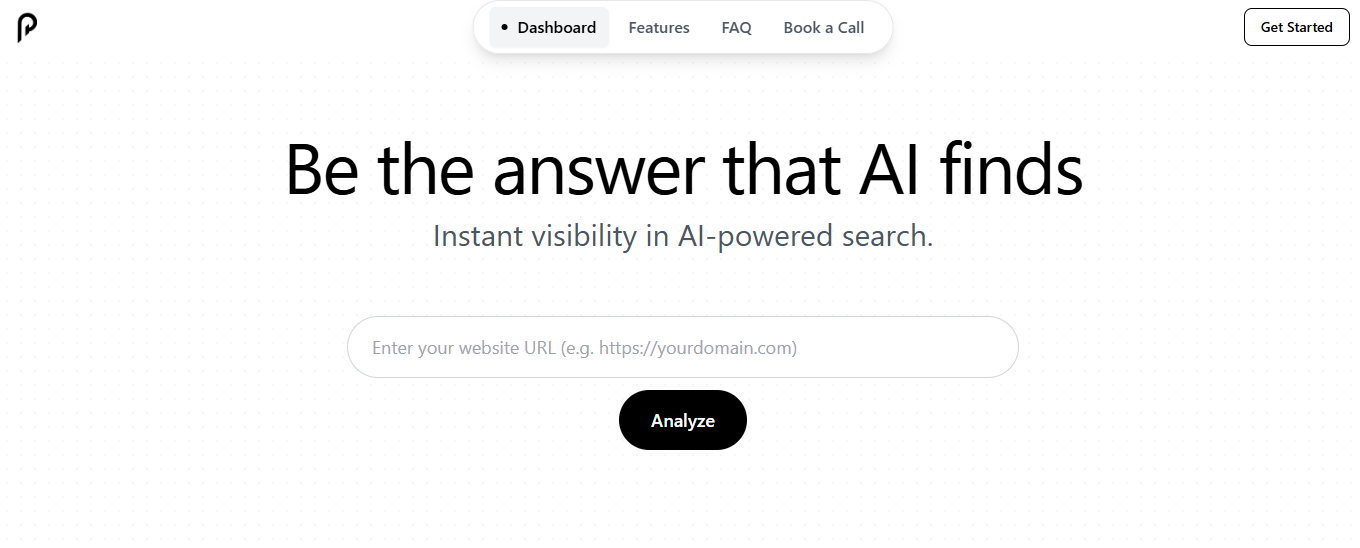 Dashboard Features FAQ Book a Call Get Started
Be the answer that AI finds
Instant visibility in AI-powered search.
Enter your website URL (e.g. https://yourdomain.com)
Analyze